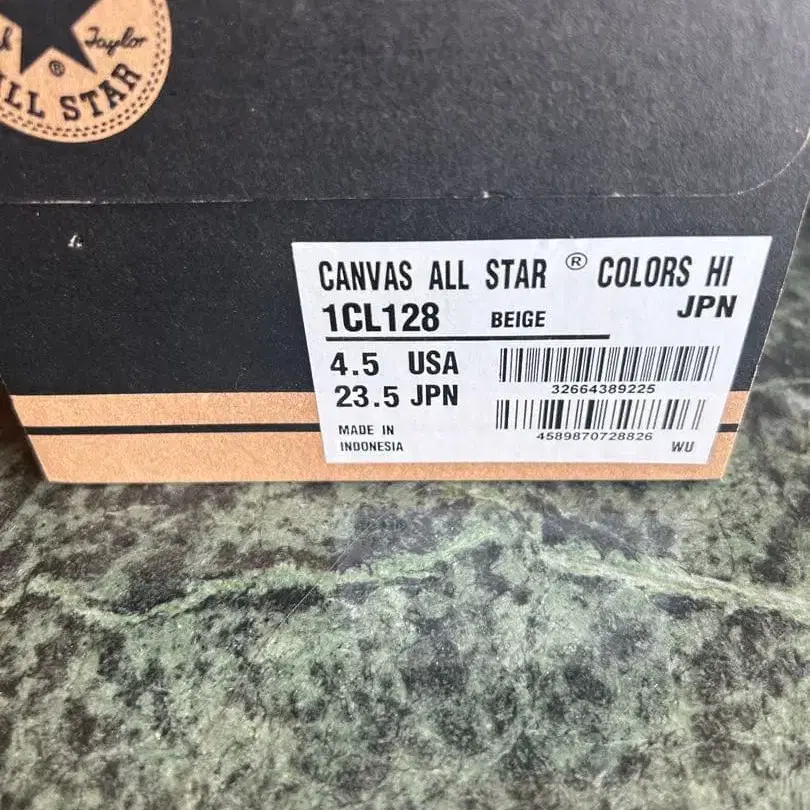 Taylor
®
ALL STAR
CANVAS ALL STAR ® COLORS HI
JPN
1CL128 BEIGE
4.5 USA
23.5 JPN
32664389225
4589870728826
MADE IN
INDONESIA
WU